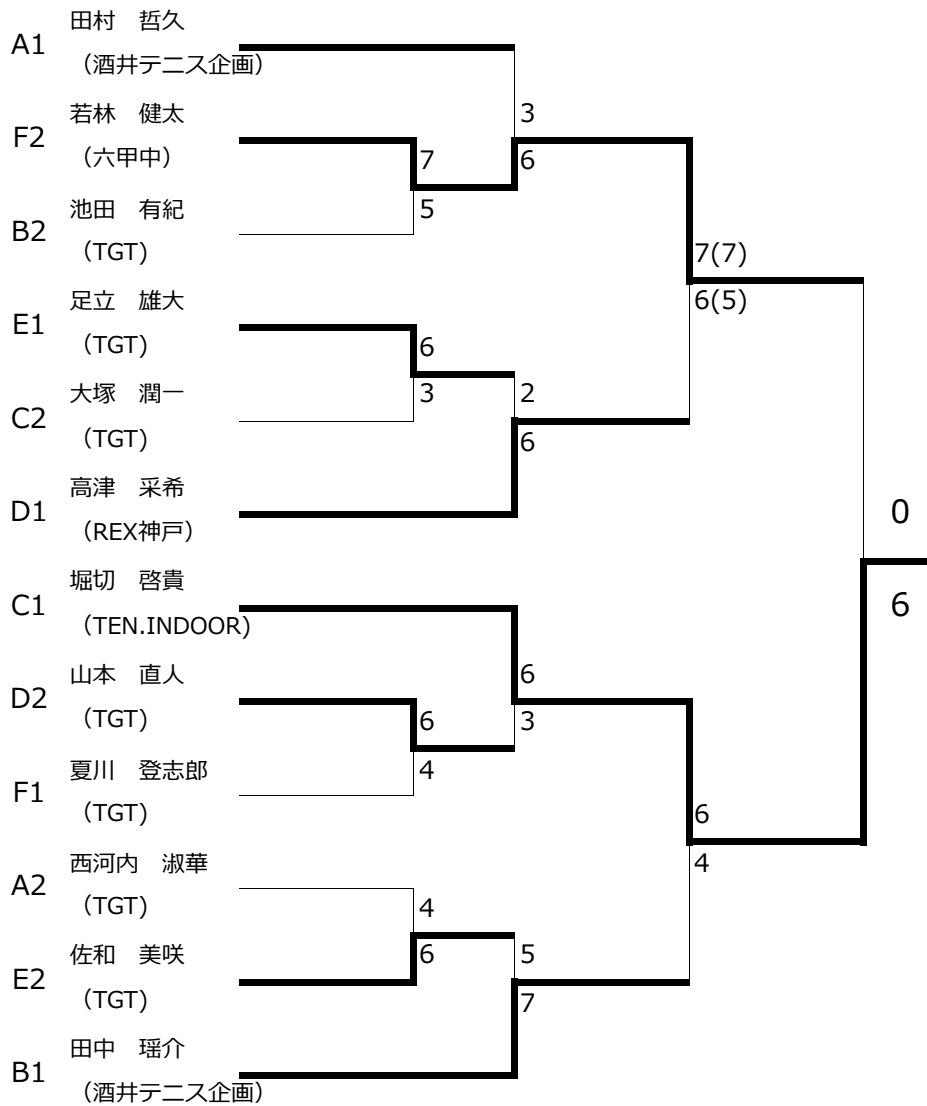 田村　哲久
A1
（酒井テニス企画）
若林　健太
3
F2
（六甲中）
7
6
池田　有紀
5
B2
（TGT)
7(7)
足立　雄大
6(5)
E1
（TGT)
6
大塚　潤一
3
2
C2
（TGT)
6
高津　采希
D1
（REX神戸）
0
堀切　啓貴
C1
6
（TEN.INDOOR)
山本　直人
6
D2
（TGT)
6
3
夏川　登志郎
4
F1
（TGT)
6
西河内　淑華
4
A2
（TGT)
4
佐和　美咲
6
5
E2
（TGT)
7
田中　瑶介
B1
（酒井テニス企画）